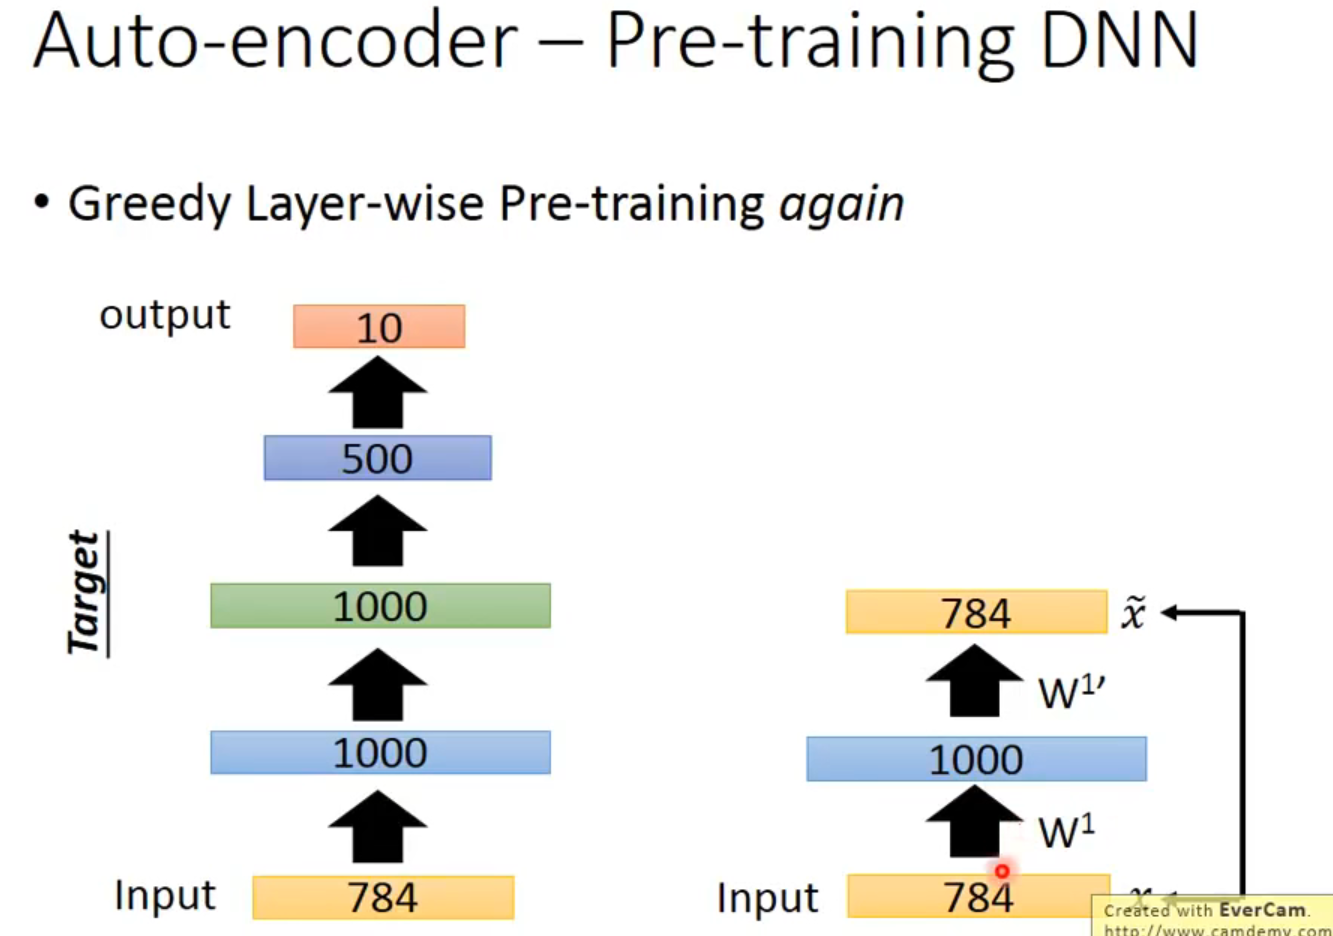 Auto-encoder – Pre-training DNN
• Greedy Layer-wise Pre-training again
output
10
500
Target
1000
1000
Input 784
784 x̃
W¹′
1000
W¹
Input 784 x
Created with EverCam.
http://www.camdemy.com